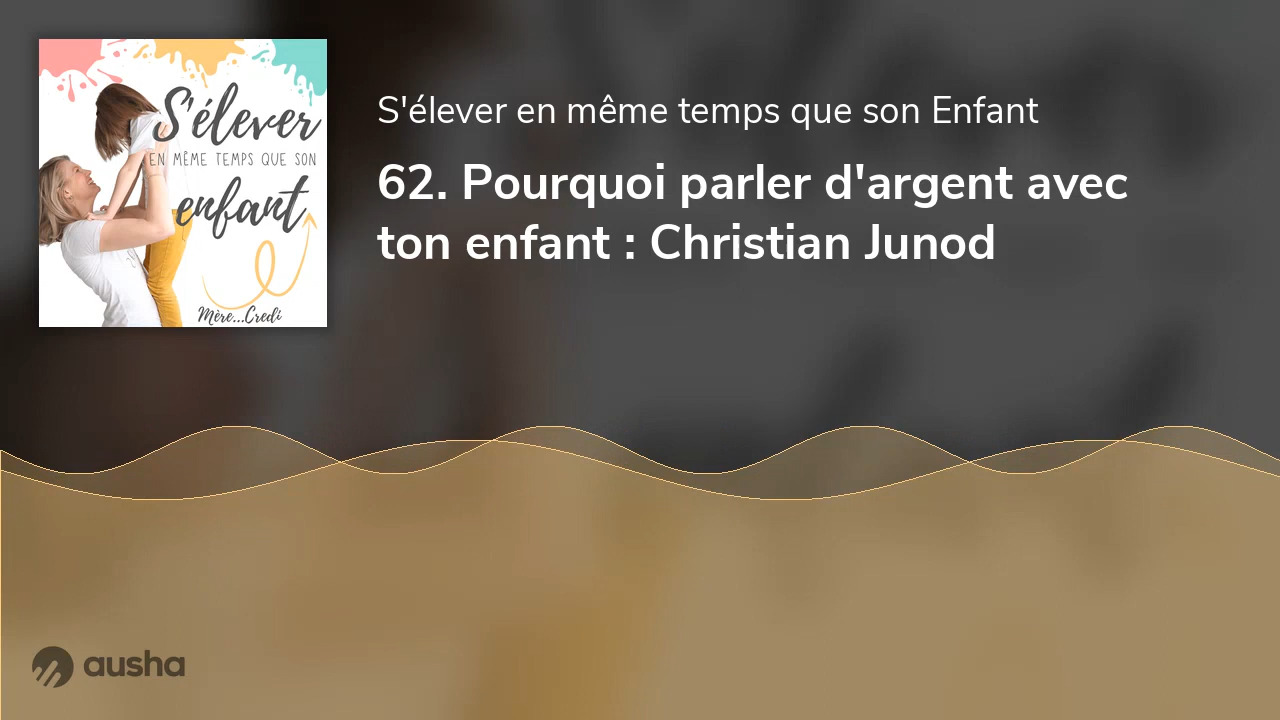 S'élever
EN MÊME TEMPS QUE SON
enfant
Mère...Credi
S'élever en même temps que son Enfant
62. Pourquoi parler d'argent avec
ton enfant : Christian Junod
ausha